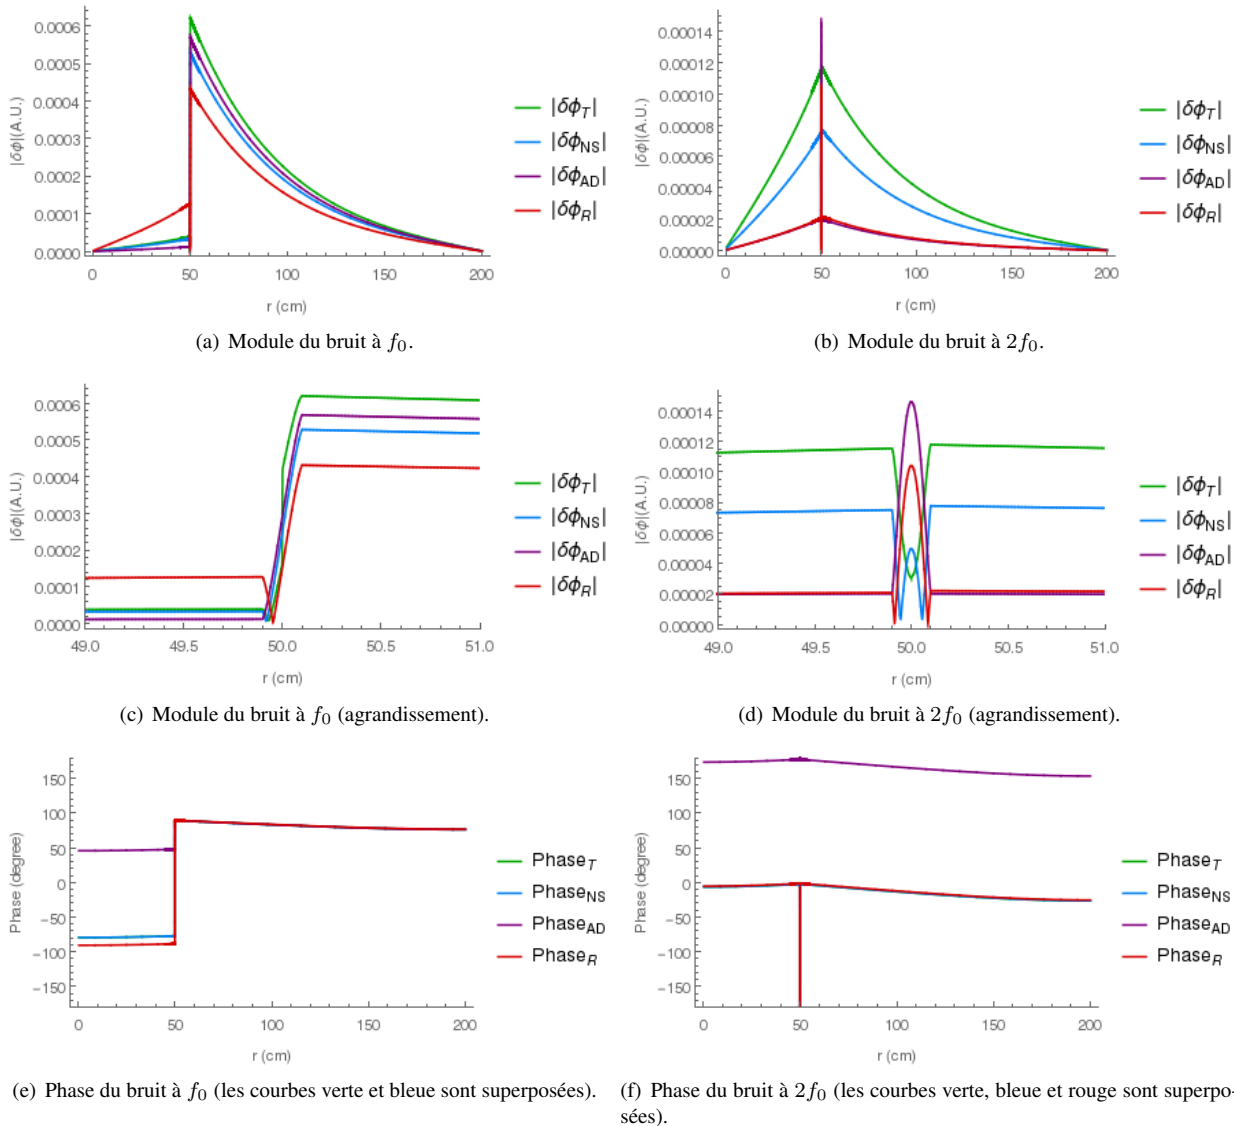 0.0006
0.0005
0.0004
0.0003
0.0002
0.0001
0.0000
|δϕ|(A.U.)
0 50 100 150 200
r (cm)
|δϕ_T|
|δϕ_NS|
|δϕ_AD|
|δϕ_R|
(a) Module du bruit à f_0.
0.00014
0.00012
0.00010
0.00008
0.00006
0.00004
0.00002
0.00000
|δϕ|(A.U.)
0 50 100 150 200
r (cm)
|δϕ_T|
|δϕ_NS|
|δϕ_AD|
|δϕ_R|
(b) Module du bruit à 2f_0.
0.0006
0.0005
0.0004
0.0003
0.0002
0.0001
0.0000
|δϕ|(A.U.)
49.0 49.5 50.0 50.5 51.0
r (cm)
|δϕ_T|
|δϕ_NS|
|δϕ_AD|
|δϕ_R|
(c) Module du bruit à f_0 (agrandissement).
0.00014
0.00012
0.00010
0.00008
0.00006
0.00004
0.00002
0.00000
|δϕ|(A.U.)
49.0 49.5 50.0 50.5 51.0
r (cm)
|δϕ_T|
|δϕ_NS|
|δϕ_AD|
|δϕ_R|
(d) Module du bruit à 2f_0 (agrandissement).
150
100
50
0
−50
−100
−150
Phase (degree)
0 50 100 150 200
r (cm)
Phase_T
Phase_NS
Phase_AD
Phase_R
(e) Phase du bruit à f_0 (les courbes verte et bleue sont superposées).
150
100
50
0
−50
−100
−150
Phase (degree)
0 50 100 150 200
r (cm)
Phase_T
Phase_NS
Phase_AD
Phase_R
(f) Phase du bruit à 2f_0 (les courbes verte, bleue et rouge sont superpo-
sées).